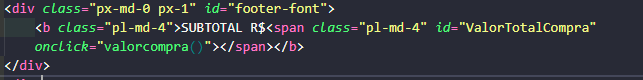 <div class="px-md-0 px-1" id="footer-font">
<b class="pl-md-4">SUBTOTAL R$<span class="pl-md-4" id="ValorTotalCompra"
onclick="valorcompra()"></span></b>
</div>